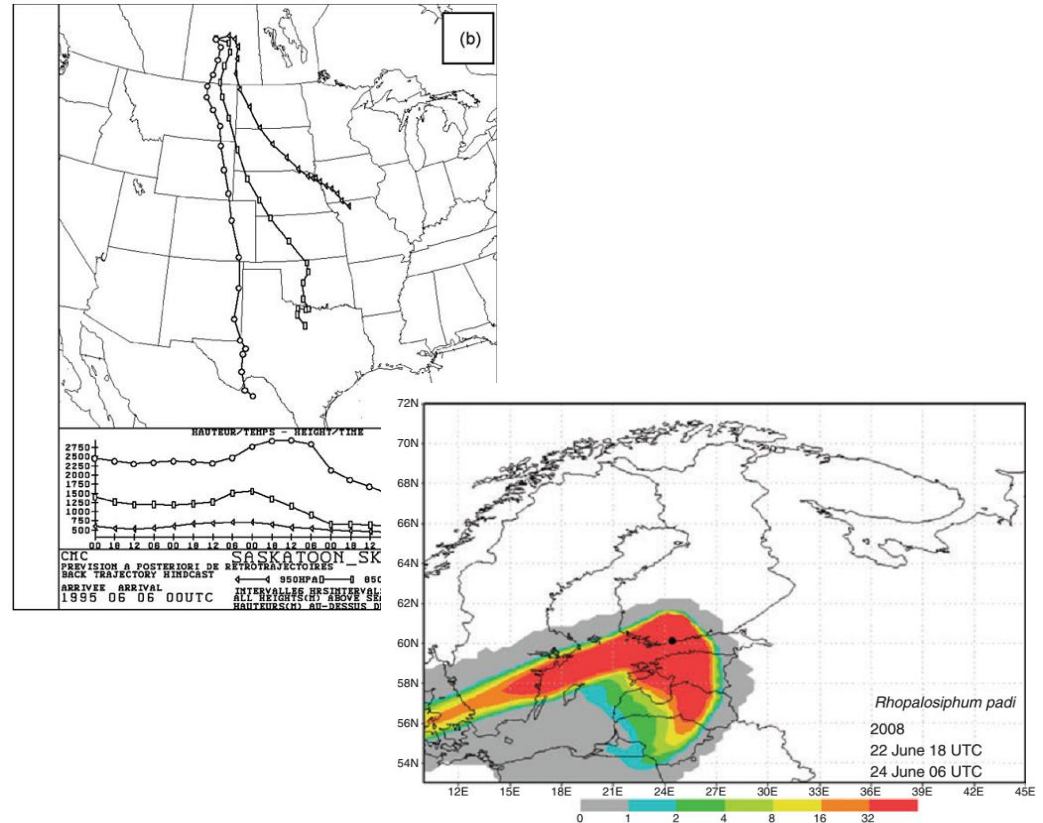 (b)
HAUTEUR/TEMPS - HEIGHT/TIME
2750
2500
2250
2000
1750
1500
1250
1000
750
500
00 18 12 06 00 18 12 06 00 18 12 06 00 18 12
CMC SASKATOON_SK
PREVISION A POSTERIORI DE RETROTRAJECTOIRES
BACK TRAJECTORY HINDCAST
950HPA 850
ARRIVEE ARRIVAL
1995 06 06 00UTC
INTERVALLES HRSINTERVAL
ALL HEIGHTS(M) ABOVE SE
HAUTEURS(M) AU-DESSUS D
72N
70N
68N
66N
64N
62N
60N
58N
56N
54N
12E 15E 18E 21E 24E 27E 30E 33E 36E 39E 42E 45E
Rhopalosiphum padi
2008
22 June 18 UTC
24 June 06 UTC
0 1 2 4 8 16 32